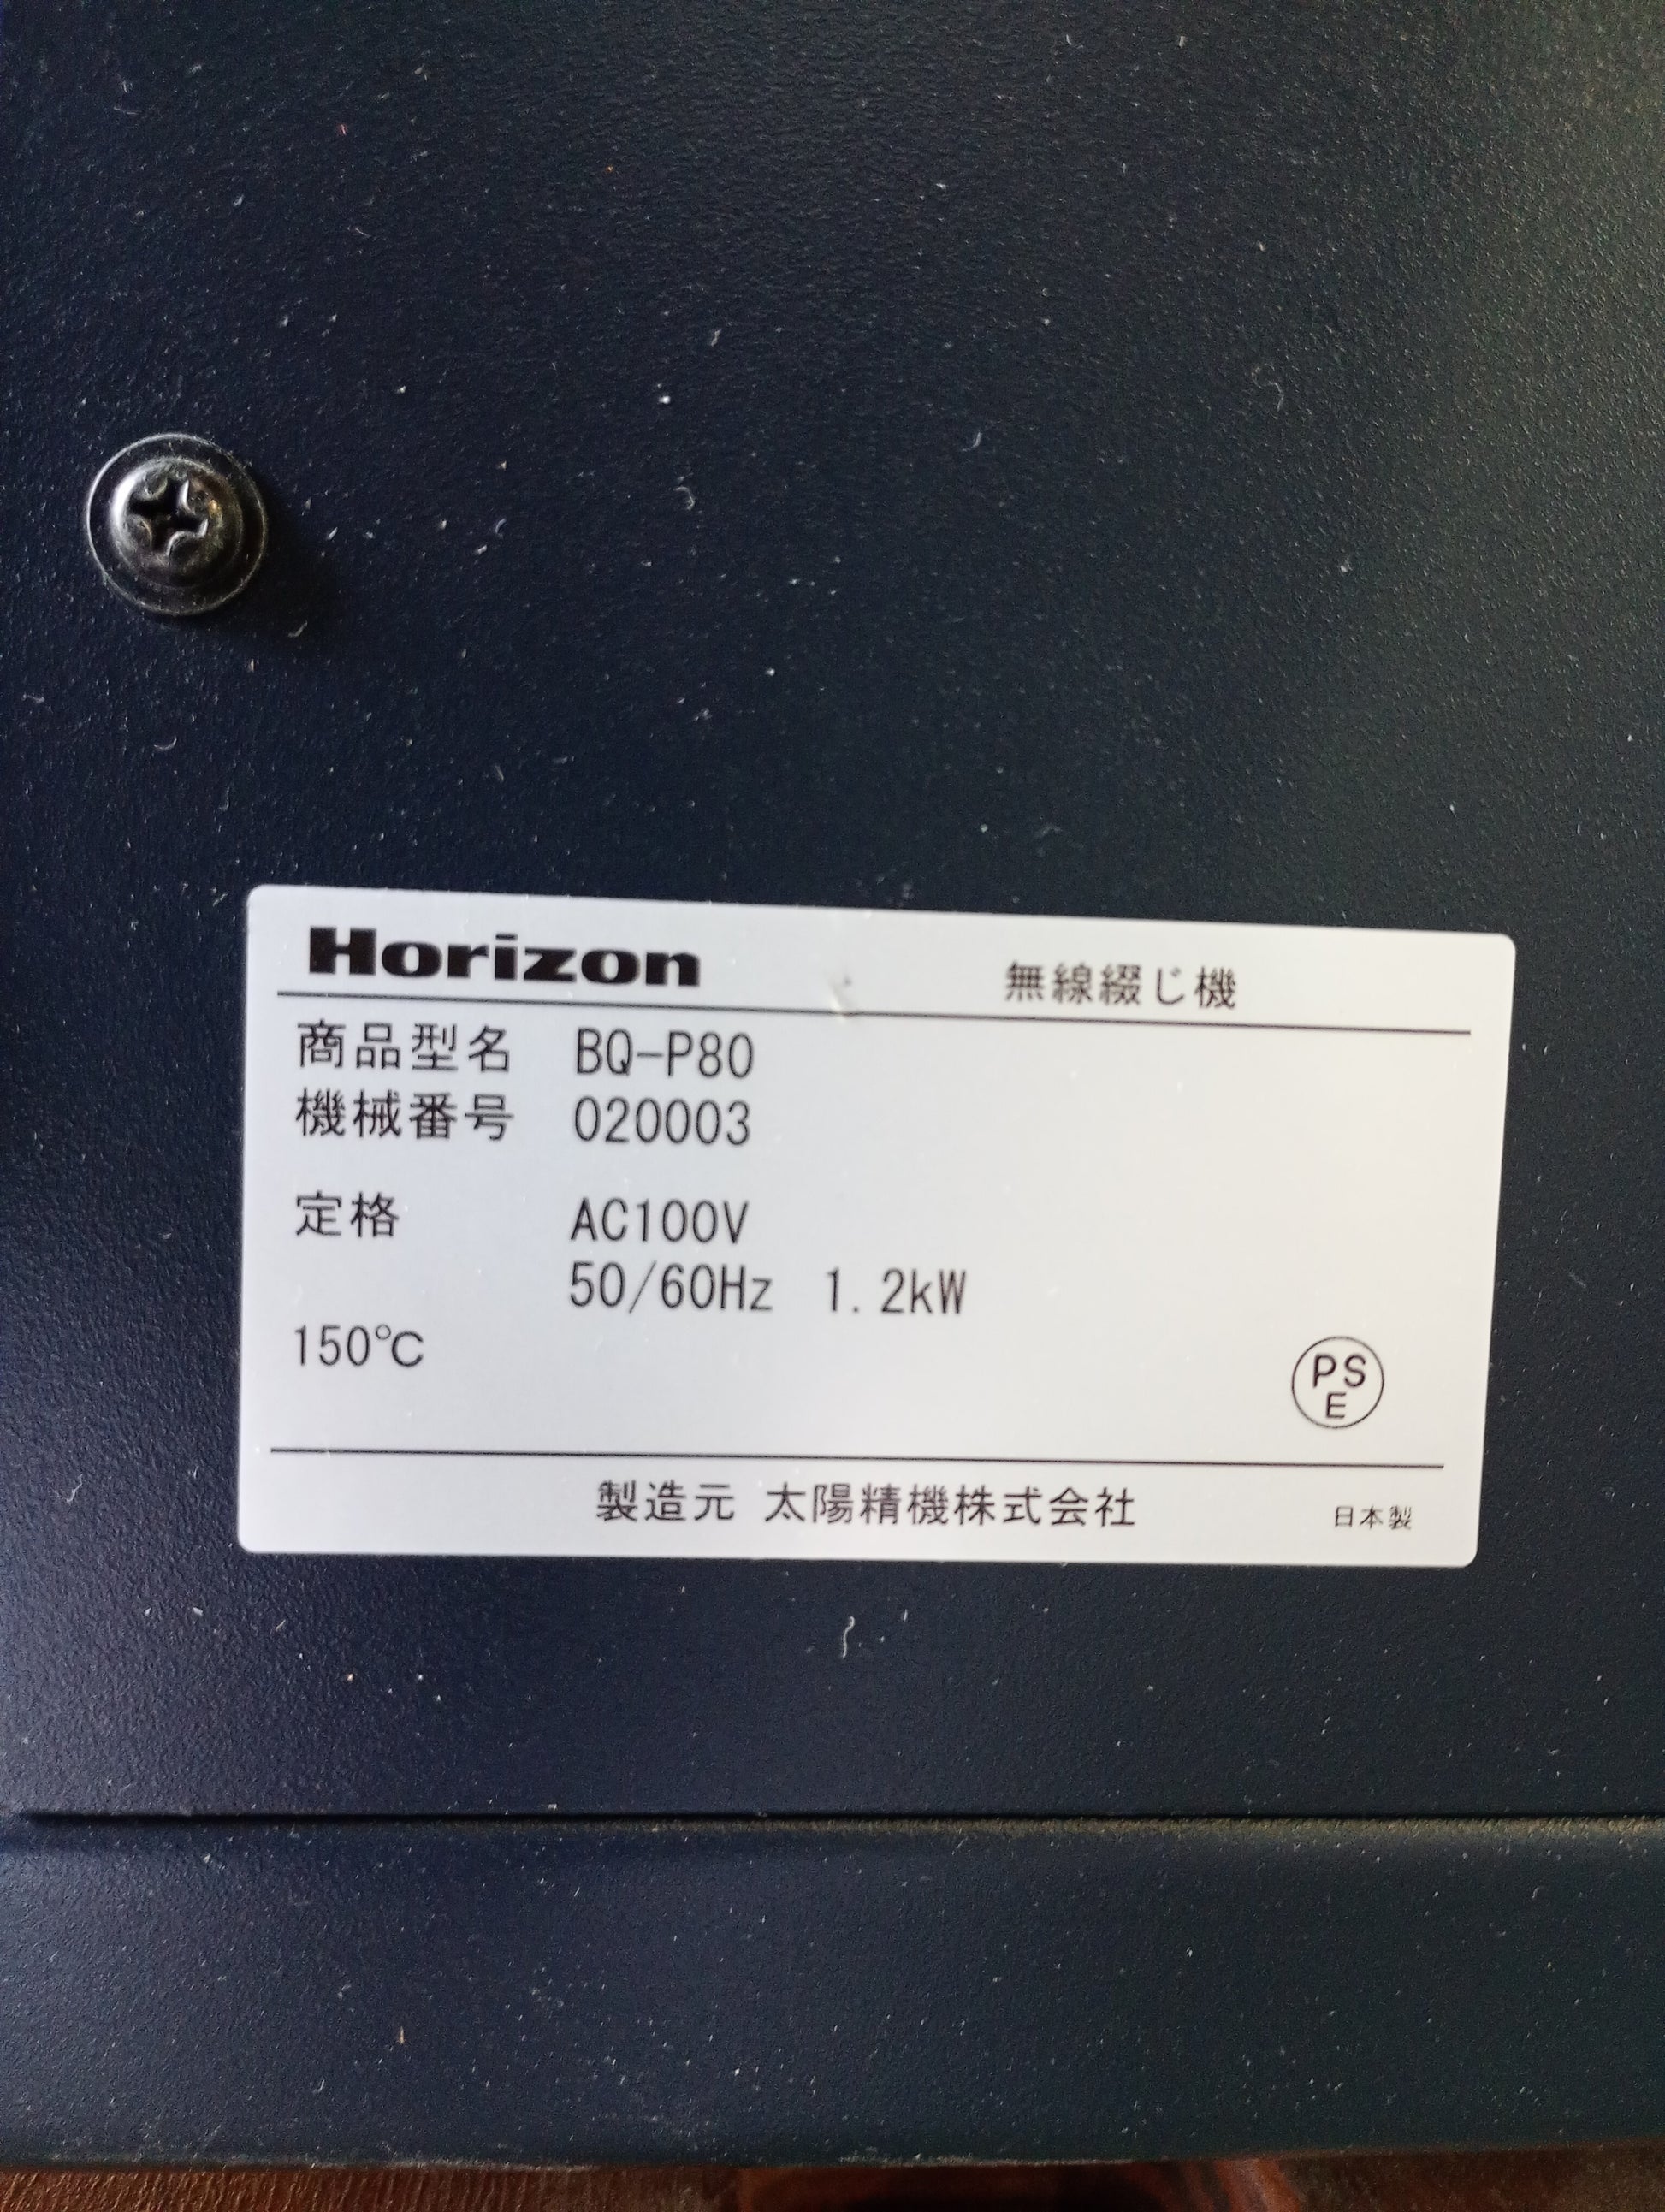 Horizon 無線綴じ機
商品型名 BQ-P80
機械番号 020003
定格 AC100V
50/60Hz 1.2kW
150℃
PS
E
製造元 太陽精機株式会社 日本製